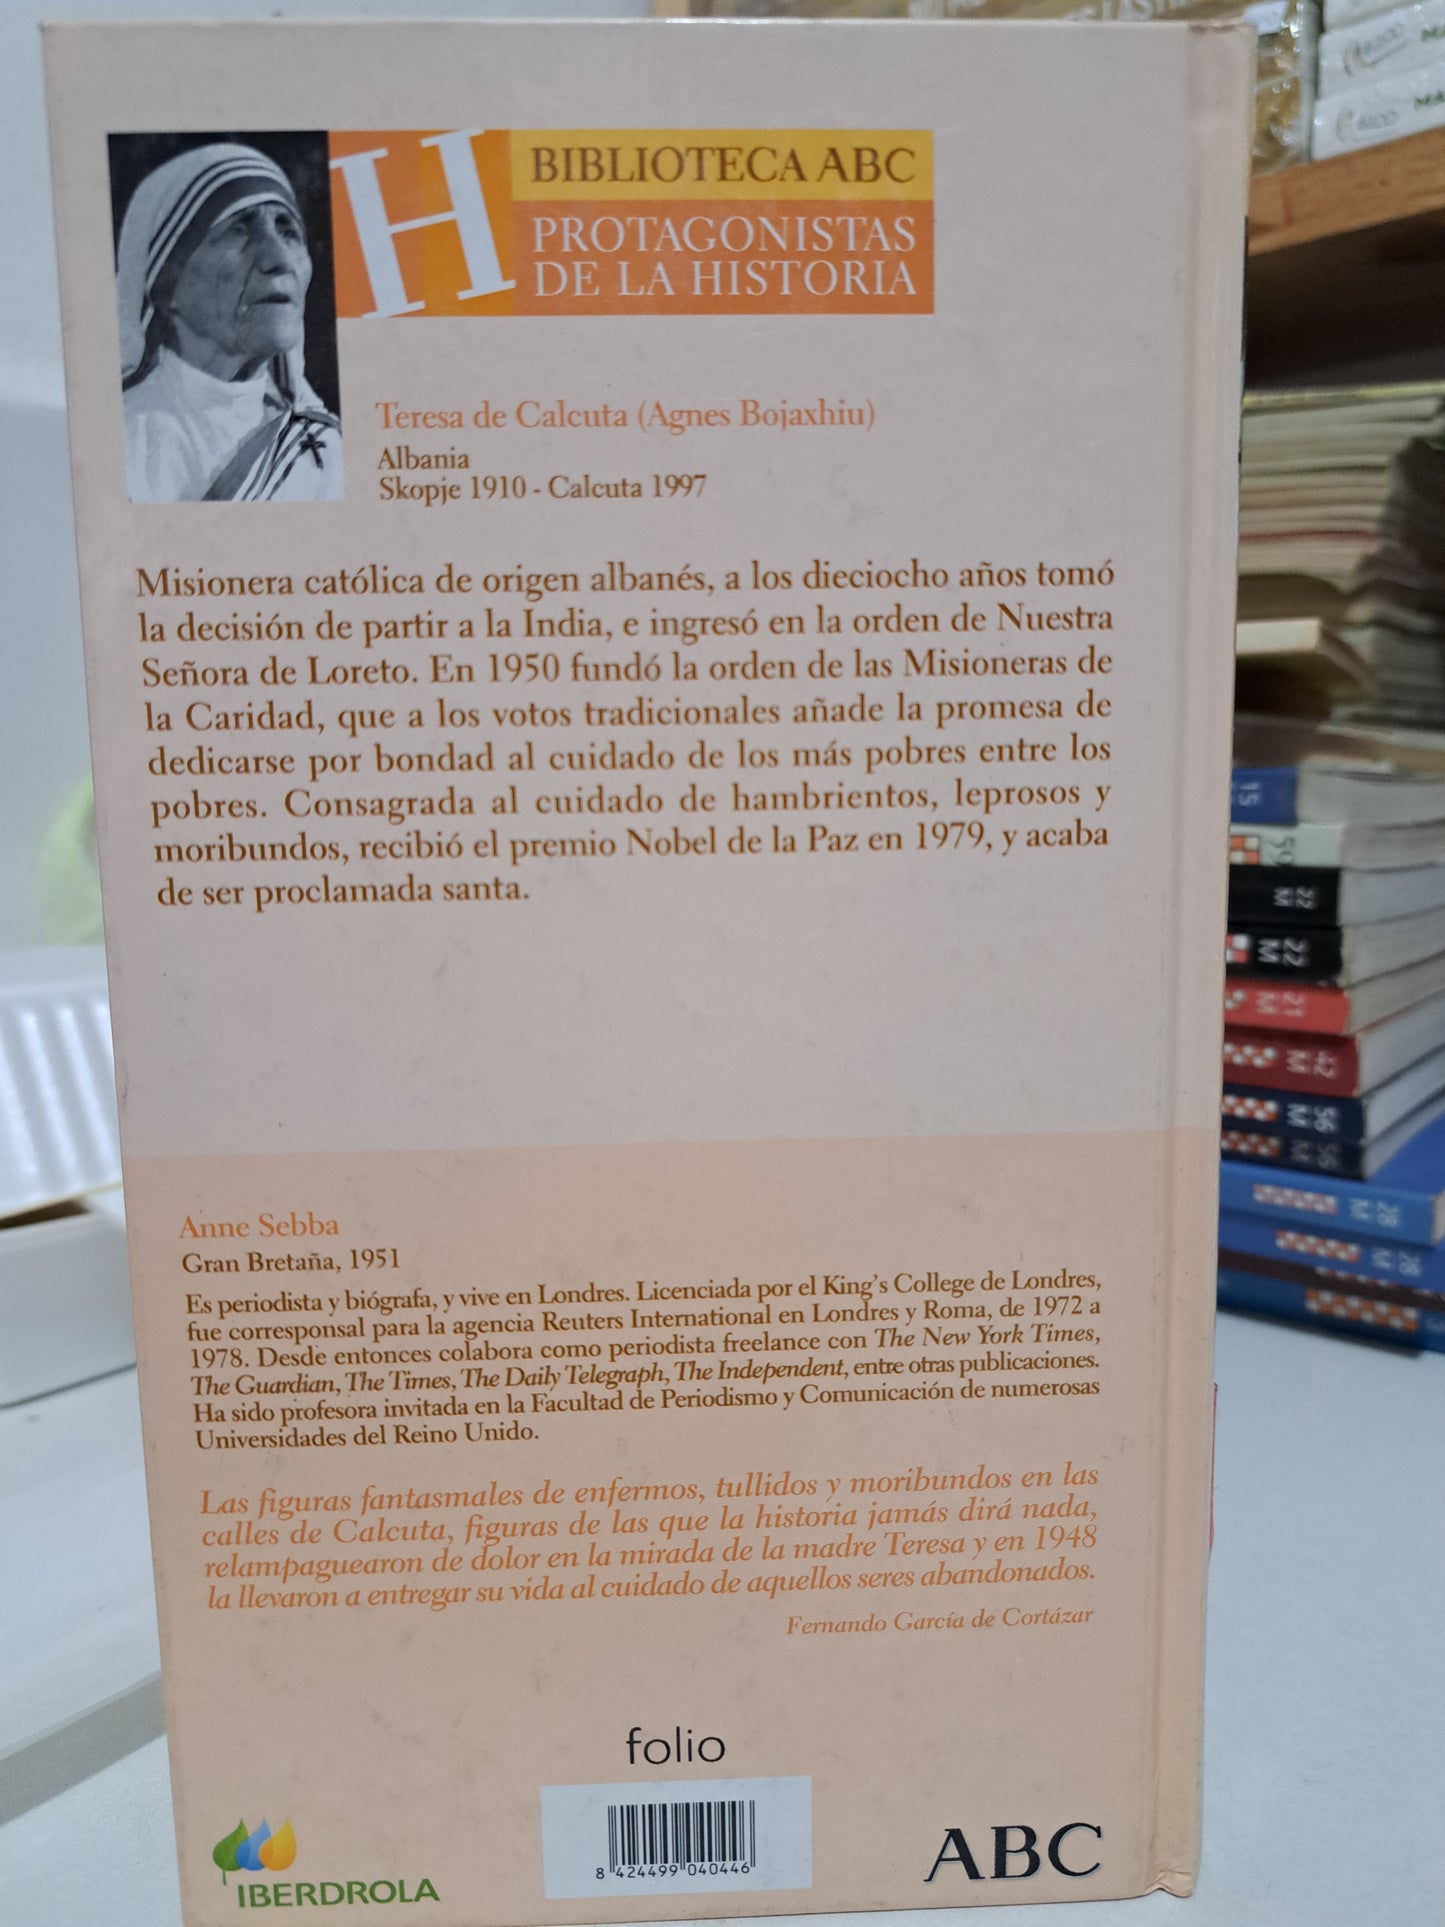 H
BIBLIOTECA ABC
PROTAGONISTAS
DE LA HISTORIA
Teresa de Calcuta (Agnes Bojaxhiu)
Albania
Skopje 1910 - Calcuta 1997
Misionera católica de origen albanés, a los dieciocho años tomó
la decisión de partir a la India, e ingresó en la orden de Nuestra
Señora de Loreto. En 1950 fundó la orden de las Misioneras de
la Caridad, que a los votos tradicionales añade la promesa de
dedicarse por bondad al cuidado de los más pobres entre los
pobres. Consagrada al cuidado de hambrientos, leprosos y
moribundos, recibió el premio Nobel de la Paz en 1979, y acaba
de ser proclamada santa.
Anne Sebba
Gran Bretaña, 1951
Es periodista y biógrafa, y vive en Londres. Licenciada por el King's College de Londres,
fue corresponsal para la agencia Reuters International en Londres y Roma, de 1972 a
1978. Desde entonces colabora como periodista freelance con The New York Times,
The Guardian, The Times, The Daily Telegraph, The Independent, entre otras publicaciones.
Ha sido profesora invitada en la Facultad de Periodismo y Comunicación de numerosas
Universidades del Reino Unido.
Las figuras fantasmales de enfermos, tullidos y moribundos en las
calles de Calcuta, figuras de las que la historia jamás dirá nada,
relampaguearon de dolor en la mirada de la madre Teresa y en 1948
la llevaron a entregar su vida al cuidado de aquellos seres abandonados.
Fernando García de Cortázar
folio
8 424499 040446
IBERDROLA
ABC
15
22
M
22
M
21
M
42
M
56
M
56
M
28
M
28
M